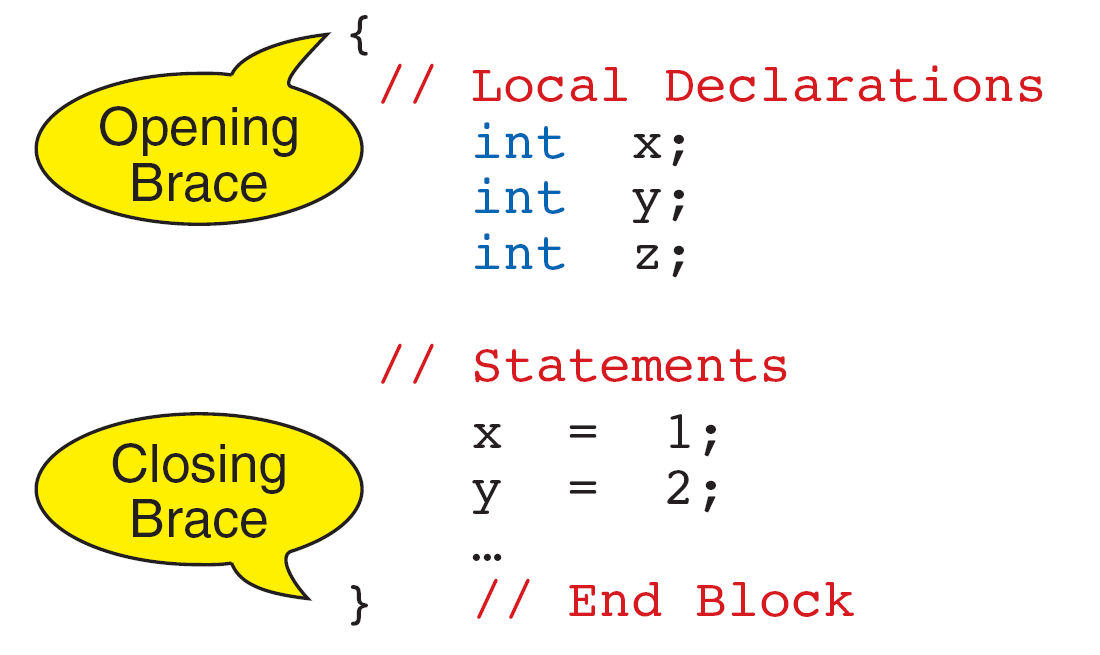 {
// Local Declarations
Opening
Brace
int x;
int y;
int z;
// Statements
x = 1;
y = 2;
…
Closing
Brace
} // End Block